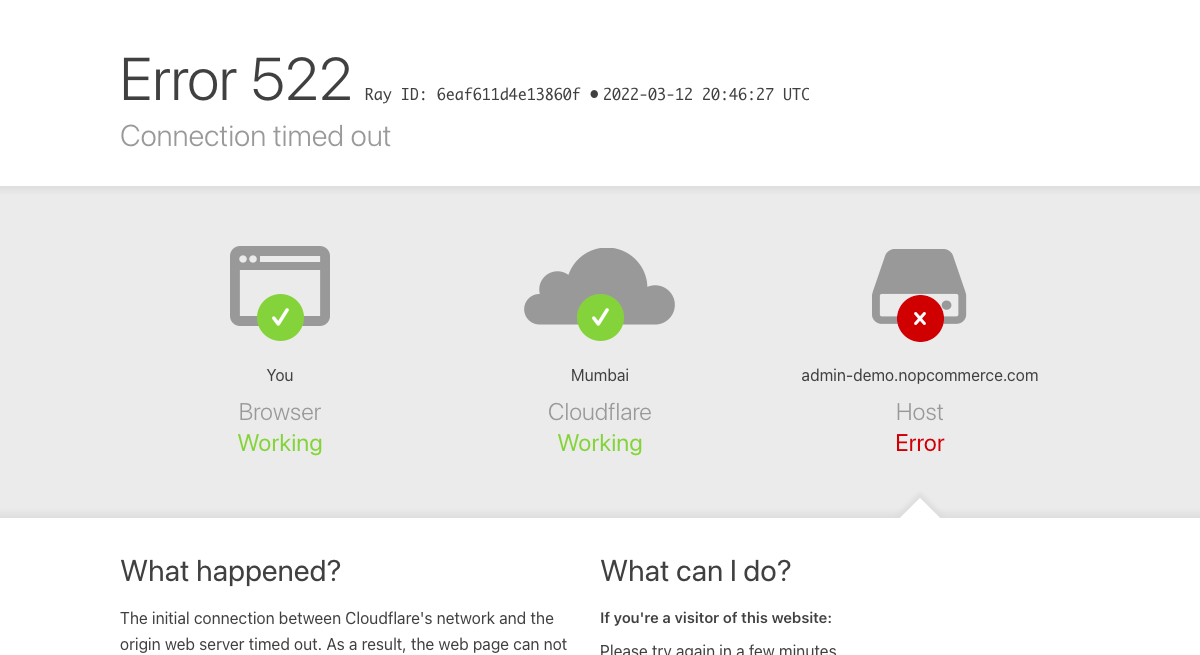 Error 522 Ray ID: 6eaf611d4e13860f • 2022-03-12 20:46:27 UTC
Connection timed out
You
Browser
Working
Mumbai
Cloudflare
Working
admin-demo.nopcommerce.com
Host
Error
What happened?
The initial connection between Cloudflare's network and the
origin web server timed out. As a result, the web page can not
What can I do?
If you're a visitor of this website:
Please try again in a few minutes